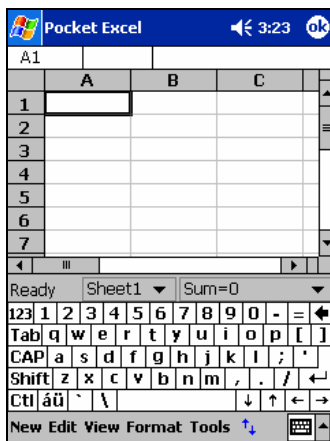 Pocket Excel 3:23 ok
A1
A B C
1
2
3
4
5
6
7
Ready Sheet1 Sum=0
123 1 2 3 4 5 6 7 8 9 0 - =
Tab q w e r t y u i o p [ ]
CAP a s d f g h j k l ; '
Shift z x c v b n m , . /
Ctl áü ` \ ↓ ↑ ← →
New Edit View Format Tools